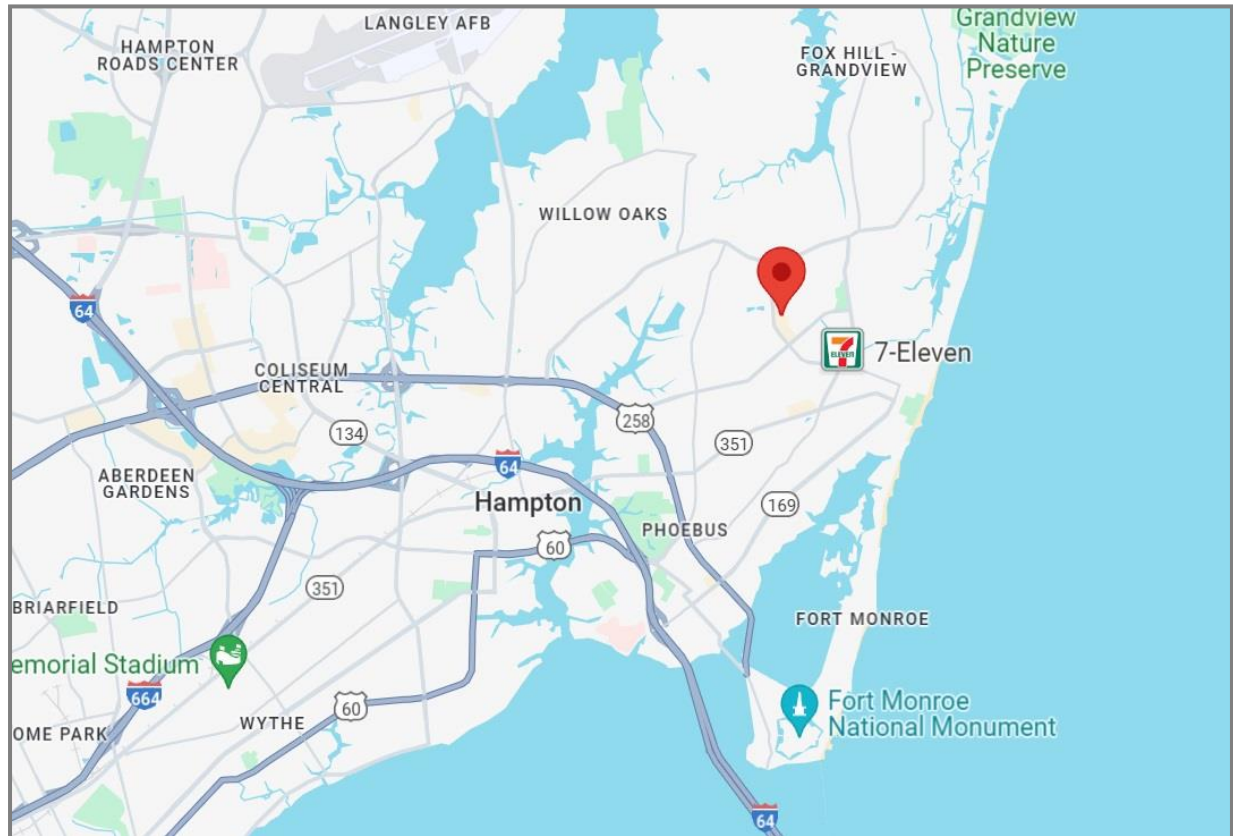 LANGLEY AFB
Grandview
Nature
Preserve
HAMPTON
ROADS CENTER
FOX HILL -
GRANDVIEW
WILLOW OAKS
64
7
ELEVEN
7-Eleven
COLISEUM
CENTRAL
258
134
351
64
ABERDEEN
GARDENS
Hampton
169
PHOEBUS
60
351
BRIARFIELD
FORT MONROE
emorial Stadium
664
60
WYTHE
Fort Monroe
National Monument
OME PARK
64